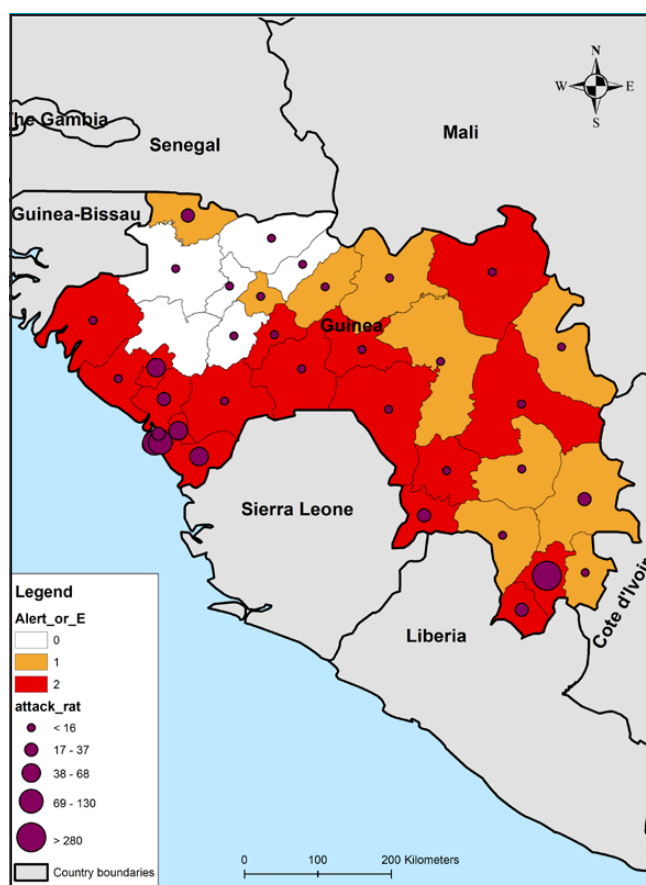 N
W E
S
The Gambia
Senegal
Mali
Guinea-Bissau
Guinea
Sierra Leone
Liberia
Cote d'Ivoir
Legend
Alert_or_E
0
1
2
attack_rat
< 16
17 - 37
38 - 68
69 - 130
> 280
Country boundaries
0 100 200 Kilometers